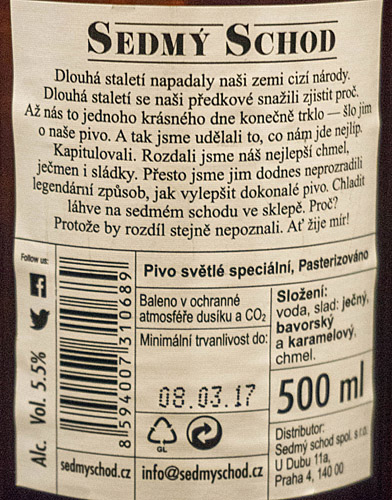 SEDMÝ SCHOD
Dlouhá staletí napadaly naši zemi cizí národy.
Dlouhá staletí se naši předkové snažili zjistit proč.
Až nás to jednoho krásného dne konečně trklo — šlo jim
o naše pivo. A tak jsme udělali to, co nám jde nejlíp.
Kapitulovali. Rozdali jsme náš nejlepší chmel,
ječmen i sládky. Přesto jsme jim dodnes neprozradili
legendární způsob, jak vylepšit dokonalé pivo. Chladit
láhve na sedmém schodu ve sklepě. Proč?
Protože by rozdíl stejně nepoznali. Ať žije mír!
Follow us:
Alc. Vol. 5.5%
8594007310689
sedmyschod.cz
Pivo světlé speciální, Pasterizováno
Baleno v ochranné
atmosféře dusíku a CO₂
Minimální trvanlivost do:
08.03.17
GL
info@sedmyschod.cz
Složení:
voda, slad: ječný,
bavorský
a karamelový,
chmel.
500 ml
Distributor:
Sedmý schod spol. s r.o.
U Dubu 11a,
Praha 4, 140 00